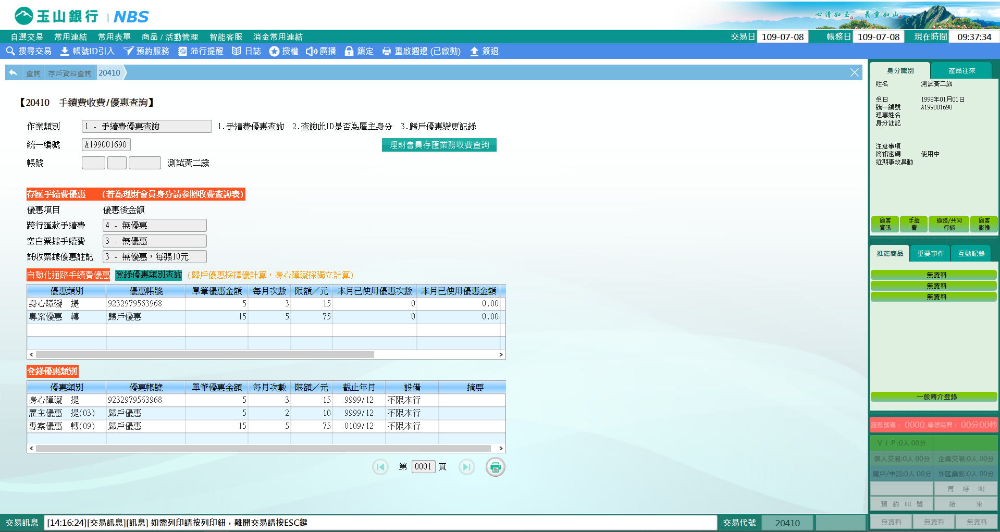 玉山銀行 NBS
心清如玉。義重如山。
自選交易 常用連結 常用表單 商品 / 活動管理 智能客服 消金常用連結
交易日 109-07-08 帳務日 109-07-08 現在時間 09:37:34
搜尋交易 帳號ID引入 預約服務 蒞行提醒 日誌 授權 廣播 鎖定 重啟週邊 (已啟動) 簽退
查詢 存戶資料查詢 20410
【20410 手續費收費/優惠查詢】
作業類別 1 - 手續費優惠查詢 1.手續費優惠查詢 2.查詢此ID是否為雇主身分 3.歸戶優惠變更記錄
統一編號 A199001690 理財會員存匯業務收費查詢
帳號 測試黃二歲
存匯手續費優惠 (若為理財會員身分請參照收費查詢表)
優惠項目 優惠後金額
跨行匯款手續費 4 - 無優惠
空白票據手續費 3 - 無優惠
託收票據優惠註記 3 - 無優惠，每張10元
自動化通路手續費優惠 登錄優惠類別查詢 (歸戶優惠採擇優計算，身心障礙採獨立計算)
優惠類別 優惠帳號 單筆優惠金額 每月次數 限額／元 本月已使用優惠次數 本月已使用優惠金額
身心障礙 提 9232979563968 5 3 15 0 0.00
專案優惠 轉 歸戶優惠 15 5 75 0 0.00
登錄優惠類別
優惠類別 優惠帳號 單筆優惠金額 每月次數 限額／元 截止年月 設備 摘要
身心障礙 提 9232979563968 5 3 15 9999/12 不限本行
雇主優惠 提(03) 歸戶優惠 5 2 10 9999/12 不限本行
專案優惠 轉(09) 歸戶優惠 15 5 75 0109/12 不限本行
第 0001 頁
交易訊息 [14:16:24][交易訊息][訊息] 如需列印請按列印鈕，離開交易請按ESC鍵 交易代號 20410
身分識別 產品往來
姓名 測試黃二歲
生日 1998年01月01日
統一編號 A199001690
理專姓名
身分註記
注意事項
簡訊密碼 使用中
近期事故異動
顧客資訊 手續費 通路/共同行銷 顧客影像
推薦商品 重要事件 互動記錄
無資料
無資料
無資料
一般轉介登錄
服務號碼： 0000 等候時間： 00分00秒
ＶＩＰ:0人 00分
個人交易:0人 00分 企業交易:0人 00分
開戶/申請:0人 00分 外匯業務:0人 00分
再 呼 叫
預 約 叫 號 結 束
無資料 無資料 無資料